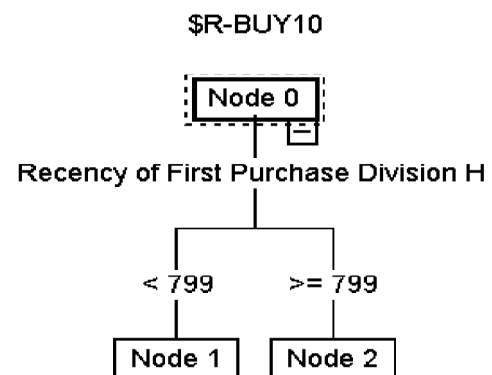 $R-BUY10
Node 0
Recency of First Purchase Division H
< 799 >= 799
Node 1 Node 2